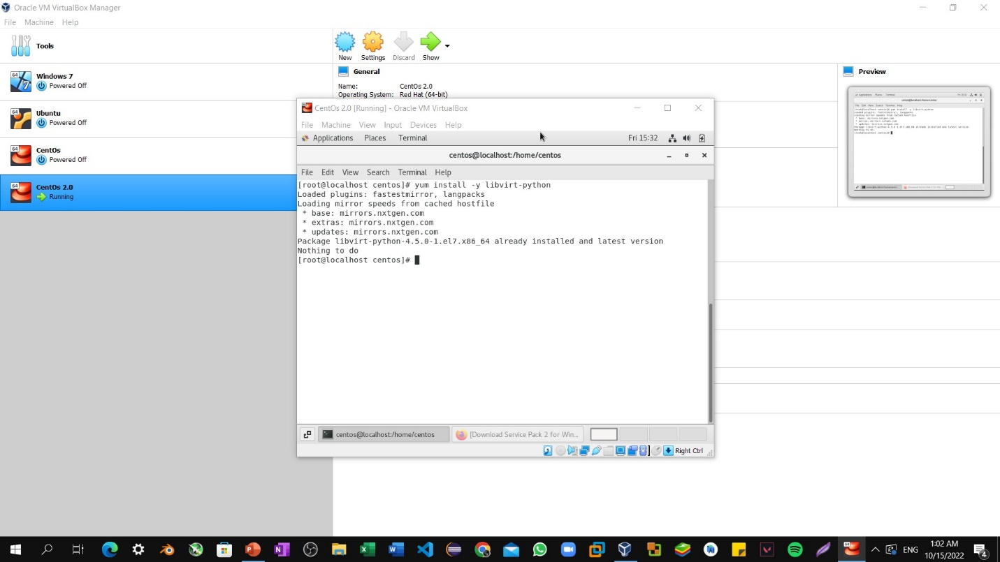 Oracle VM VirtualBox Manager
File Machine Help
Tools
New Settings Discard Show
64
Windows 7
Powered Off
64
Ubuntu
Powered Off
64
CentOs
Powered Off
64
CentOs 2.0
Running
General
Name: CentOs 2.0
Operating System: Red Hat (64-bit)
Preview
CentOs 2.0 [Running] - Oracle VM VirtualBox
File Machine View Input Devices Help
Applications Places Terminal Fri 15:32
centos@localhost:/home/centos
File Edit View Search Terminal Help
[root@localhost centos]# yum install -y libvirt-python
Loaded plugins: fastestmirror, langpacks
Loading mirror speeds from cached hostfile
* base: mirrors.nxtgen.com
* extras: mirrors.nxtgen.com
* updates: mirrors.nxtgen.com
Package libvirt-python-4.5.0-1.el7.x86_64 already installed and latest version
Nothing to do
[root@localhost centos]#
centos@localhost:/home/centos [Download Service Pack 2 for Win...
Right Ctrl
ENG
1:02 AM
10/15/2022
4